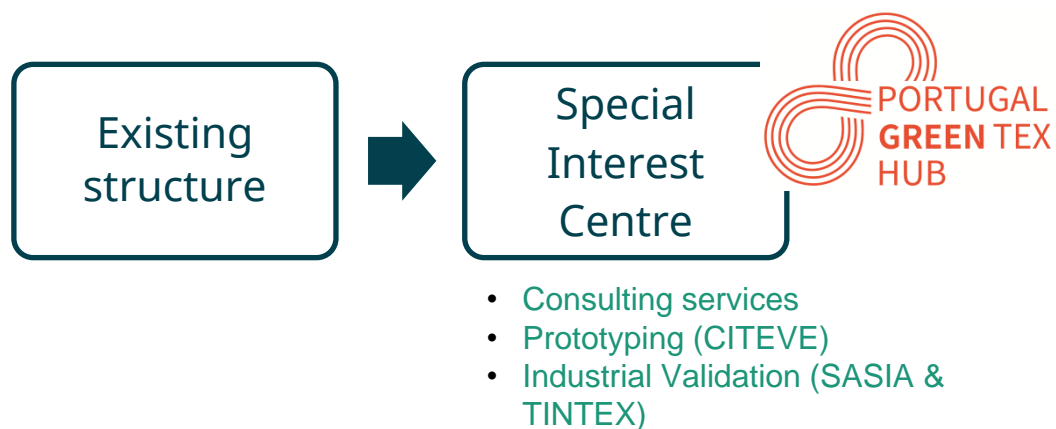 Existing
structure
Special
Interest
Centre
PORTUGAL
GREEN TEX
HUB
• Consulting services
• Prototyping (CITEVE)
• Industrial Validation (SASIA &
TINTEX)